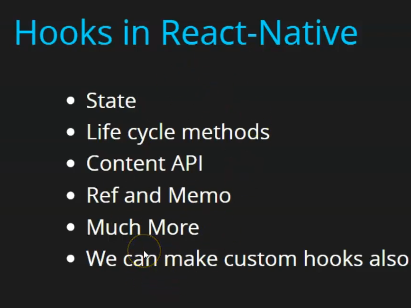 Hooks in React-Native
State
Life cycle methods
Content API
Ref and Memo
Much More
We can make custom hooks also